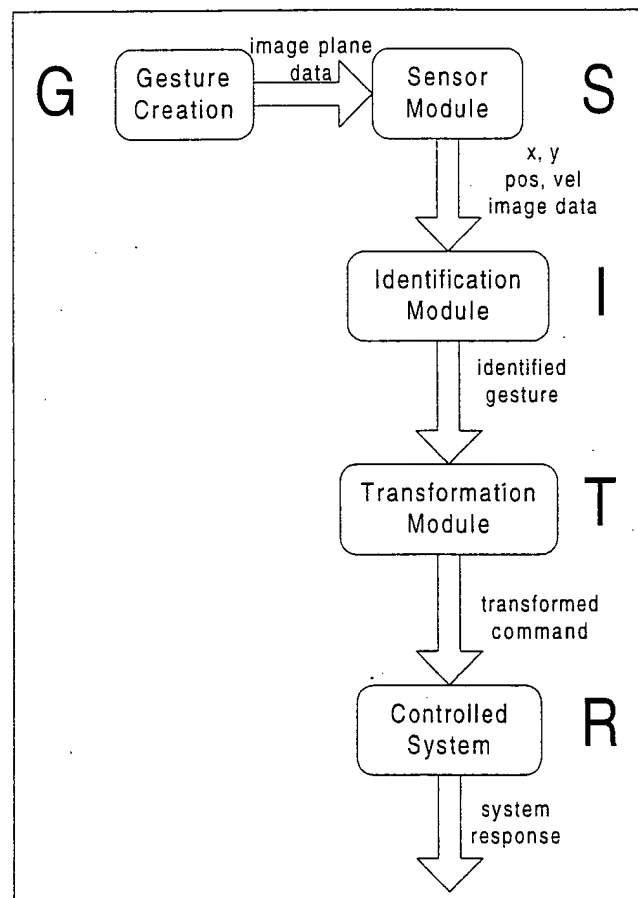 G
Gesture
Creation
image plane
data
Sensor
Module
S
x, y
pos, vel
image data
Identification
Module
I
identified
gesture
Transformation
Module
T
transformed
command
Controlled
System
R
system
response